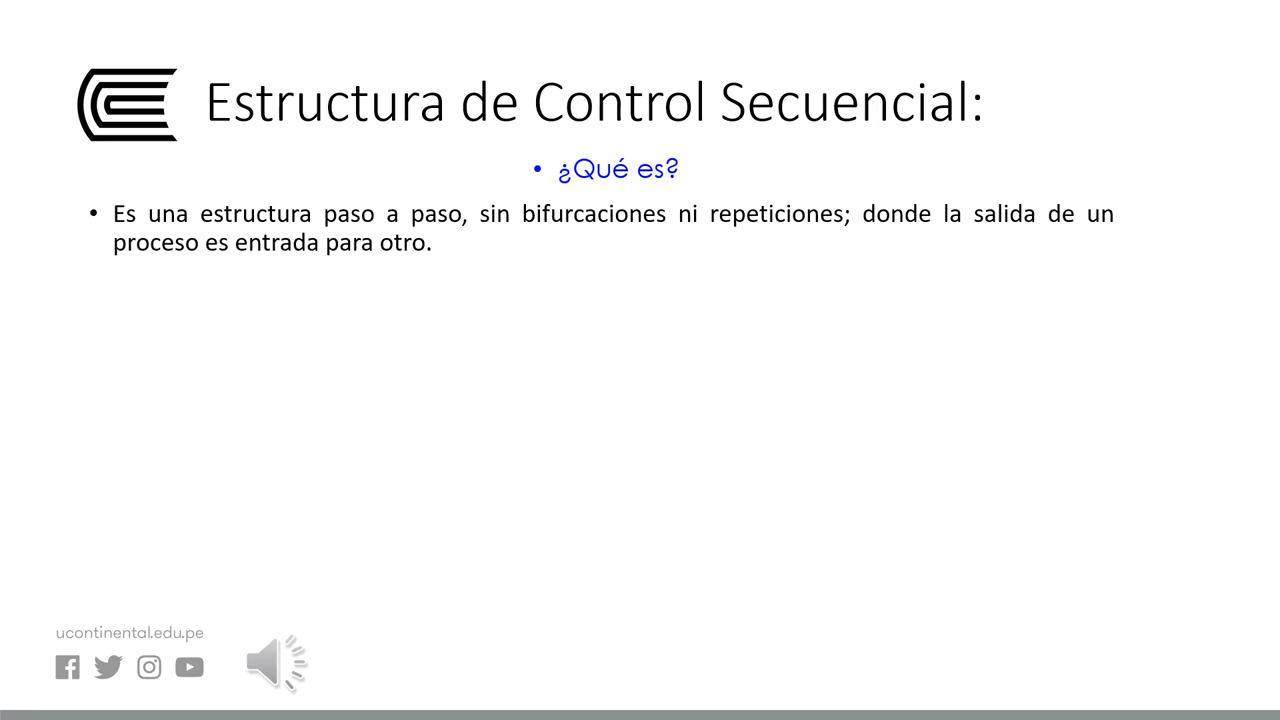 Estructura de Control Secuencial:
• ¿Qué es?
• Es una estructura paso a paso, sin bifurcaciones ni repeticiones; donde la salida de un
proceso es entrada para otro.
ucontinental.edu.pe